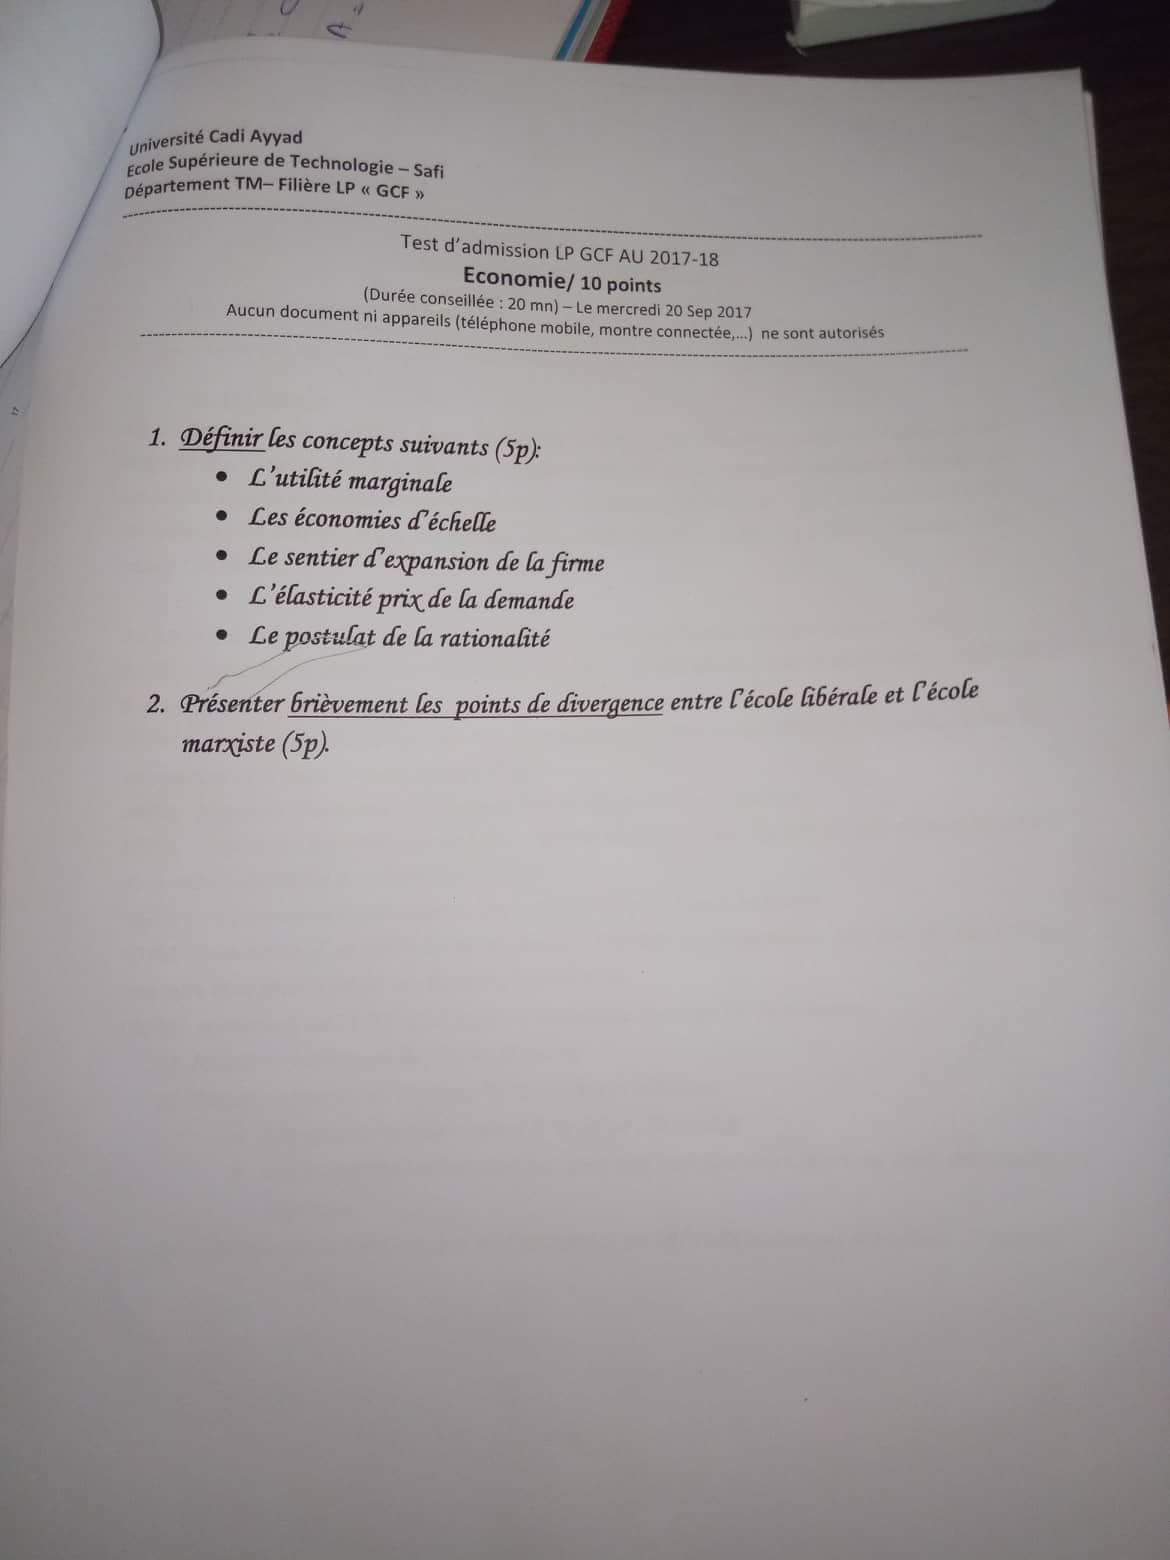 Université Cadi Ayyad
Ecole Supérieure de Technologie – Safi
Département TM– Filière LP « GCF »
Test d’admission LP GCF AU 2017-18
Economie/ 10 points
(Durée conseillée : 20 mn) – Le mercredi 20 Sep 2017
Aucun document ni appareils (téléphone mobile, montre connectée,...) ne sont autorisés
1. Définir les concepts suivants (5p):
• L’utilité marginale
• Les économies d’échelle
• Le sentier d’expansion de la firme
• L’élasticité prix de la demande
• Le postulat de la rationalité
2. Présenter brièvement les points de divergence entre l’école libérale et l’école
marxiste (5p).